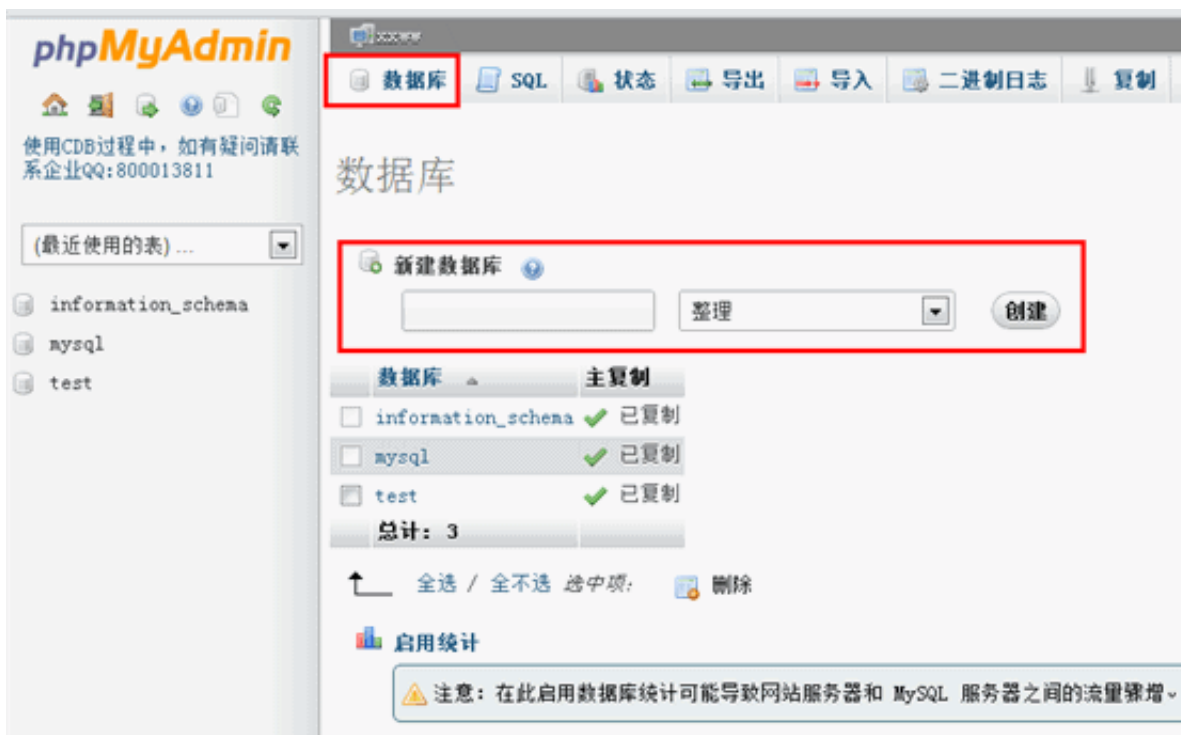 phpMyAdmin
使用CDB过程中，如有疑问请联
系企业QQ:800013811
(最近使用的表) ...
information_schema
mysql
test
数据库 SQL 状态 导出 导入 二进制日志 复制
数据库
新建数据库
整理 创建
数据库 主复制
information_schema 已复制
mysql 已复制
test 已复制
总计: 3
全选 / 全不选 选中项: 删除
启用统计
注意: 在此启用数据库统计可能导致网站服务器和 MySQL 服务器之间的流量骤增。